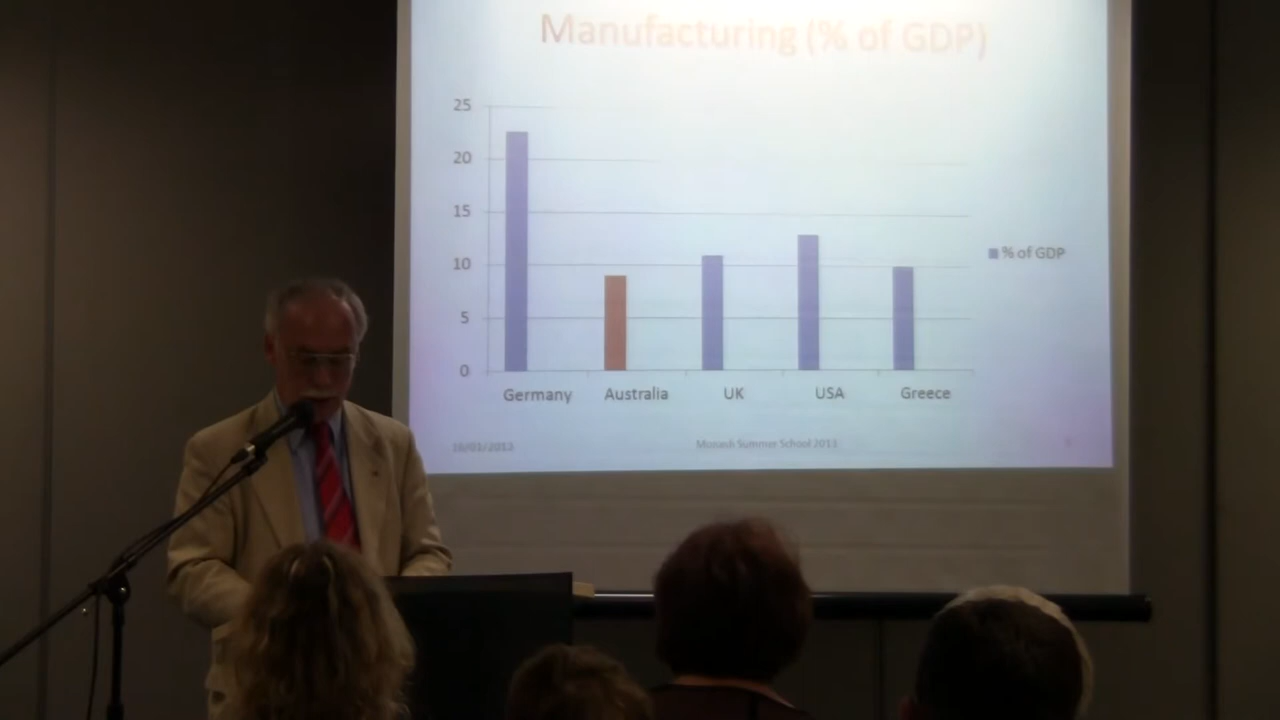 Manufacturing (% of GDP)
25
20
15
10
5
0
Germany Australia UK USA Greece
% of GDP
Monash Summer School 2013